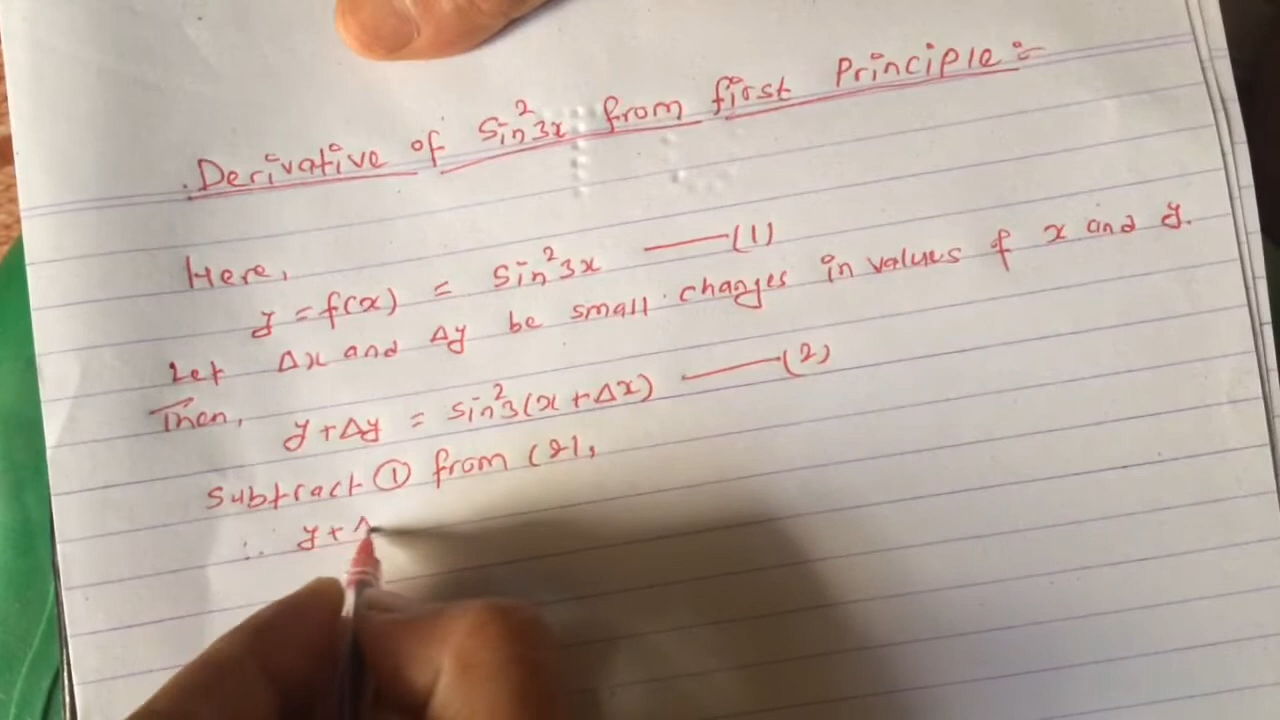 Derivative of sin²3x from first Principle:-
Here,
y = f(x) = sin²3x —(1)
Let Δx and Δy be small changes in values of x and y.
Then,
y+Δy = sin²3(x+Δx) —(2)
Subtract ① from (2),
∴ y+Δ